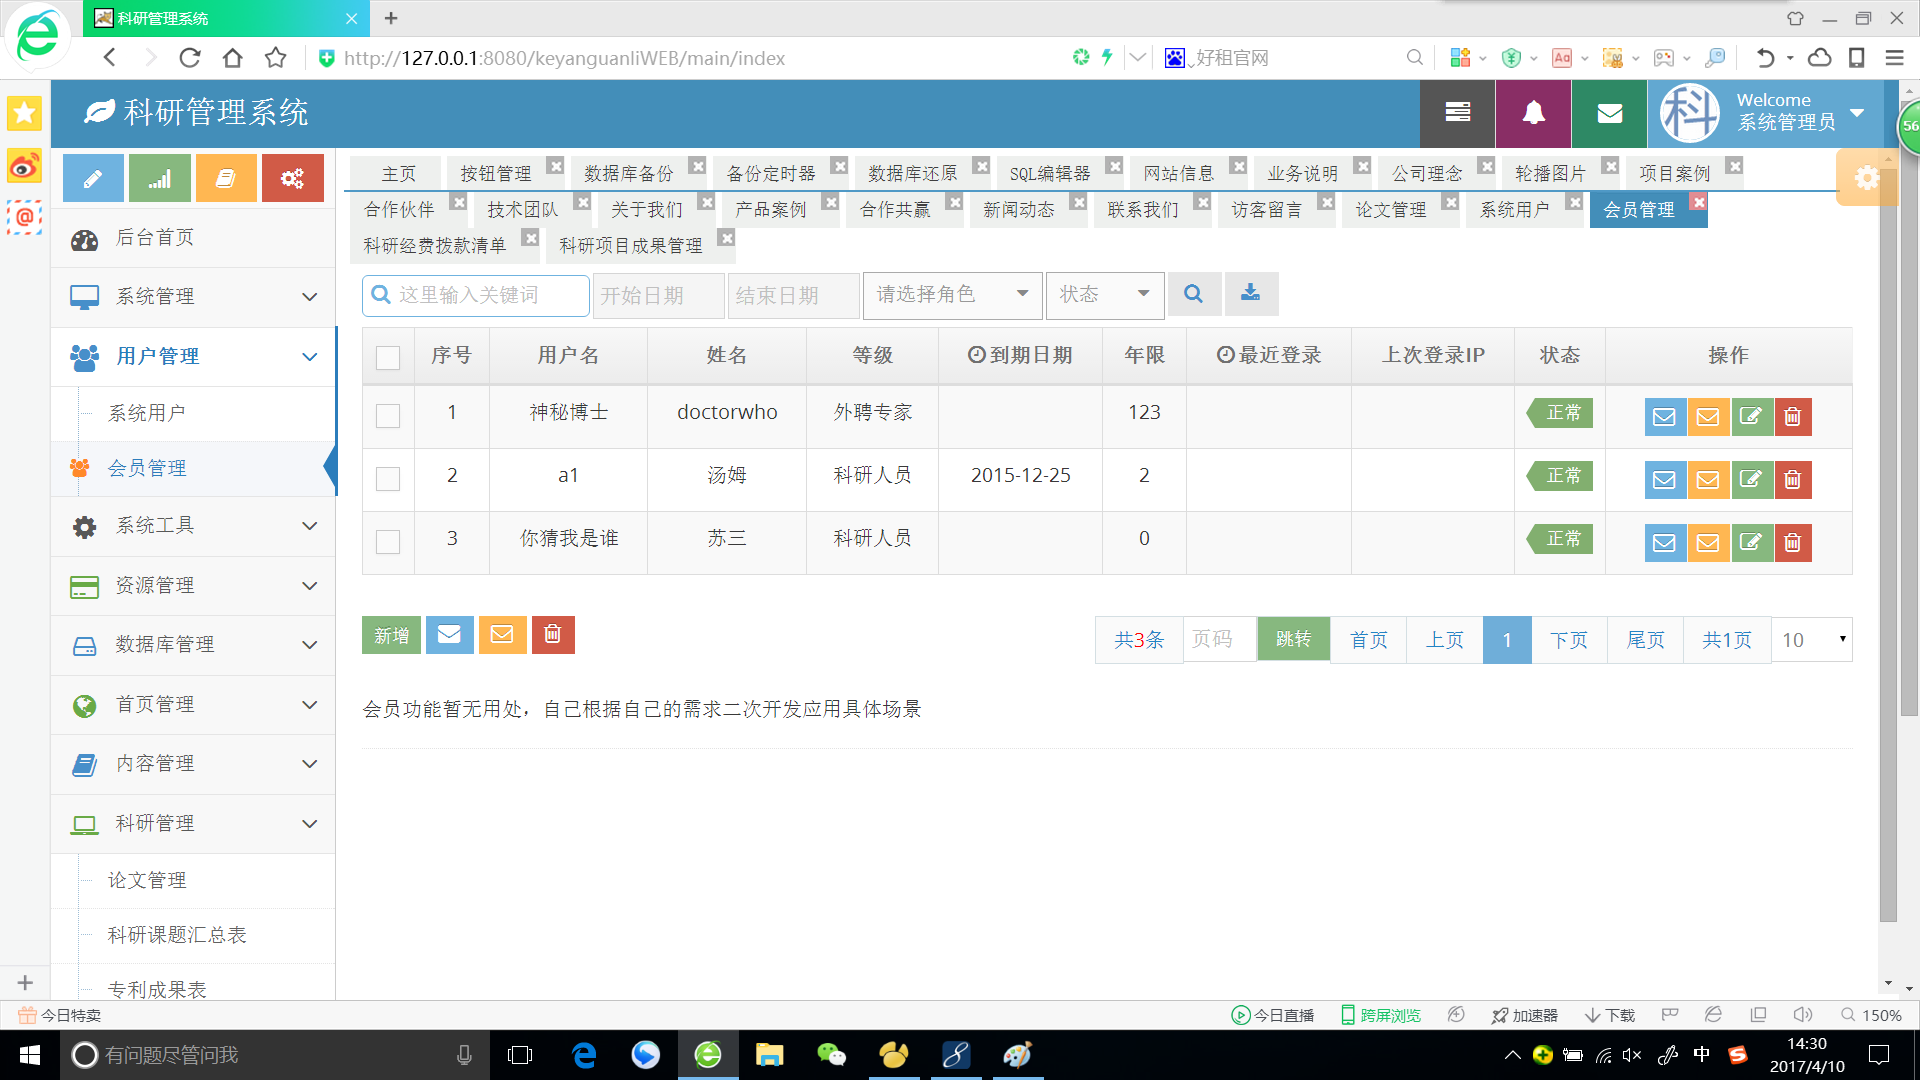 科研管理系统
http://127.0.0.1:8080/keyanguanliWEB/main/index
好租官网
科研管理系统
Welcome
系统管理员
56
主页 按钮管理 数据库备份 备份定时器 数据库还原 SQL编辑器 网站信息 业务说明 公司理念 轮播图片 项目案例
合作伙伴 技术团队 关于我们 产品案例 合作共赢 新闻动态 联系我们 访客留言 论文管理 系统用户 会员管理
科研经费拨款清单 科研项目成果管理
后台首页
系统管理
用户管理
系统用户
会员管理
系统工具
资源管理
数据库管理
首页管理
内容管理
科研管理
论文管理
科研课题汇总表
专利成果表
这里输入关键词 开始日期 结束日期 请选择角色 状态
序号 用户名 姓名 等级 到期日期 年限 最近登录 上次登录IP 状态 操作
1 神秘博士 doctorwho 外聘专家 123 正常
2 a1 汤姆 科研人员 2015-12-25 2 正常
3 你猜我是谁 苏三 科研人员 0 正常
新增
共3条 页码 跳转 首页 上页 1 下页 尾页 共1页 10
会员功能暂无用处，自己根据自己的需求二次开发应用具体场景
今日特卖
今日直播 跨屏浏览 加速器 下载 150%
有问题尽管问我
中
14:30
2017/4/10